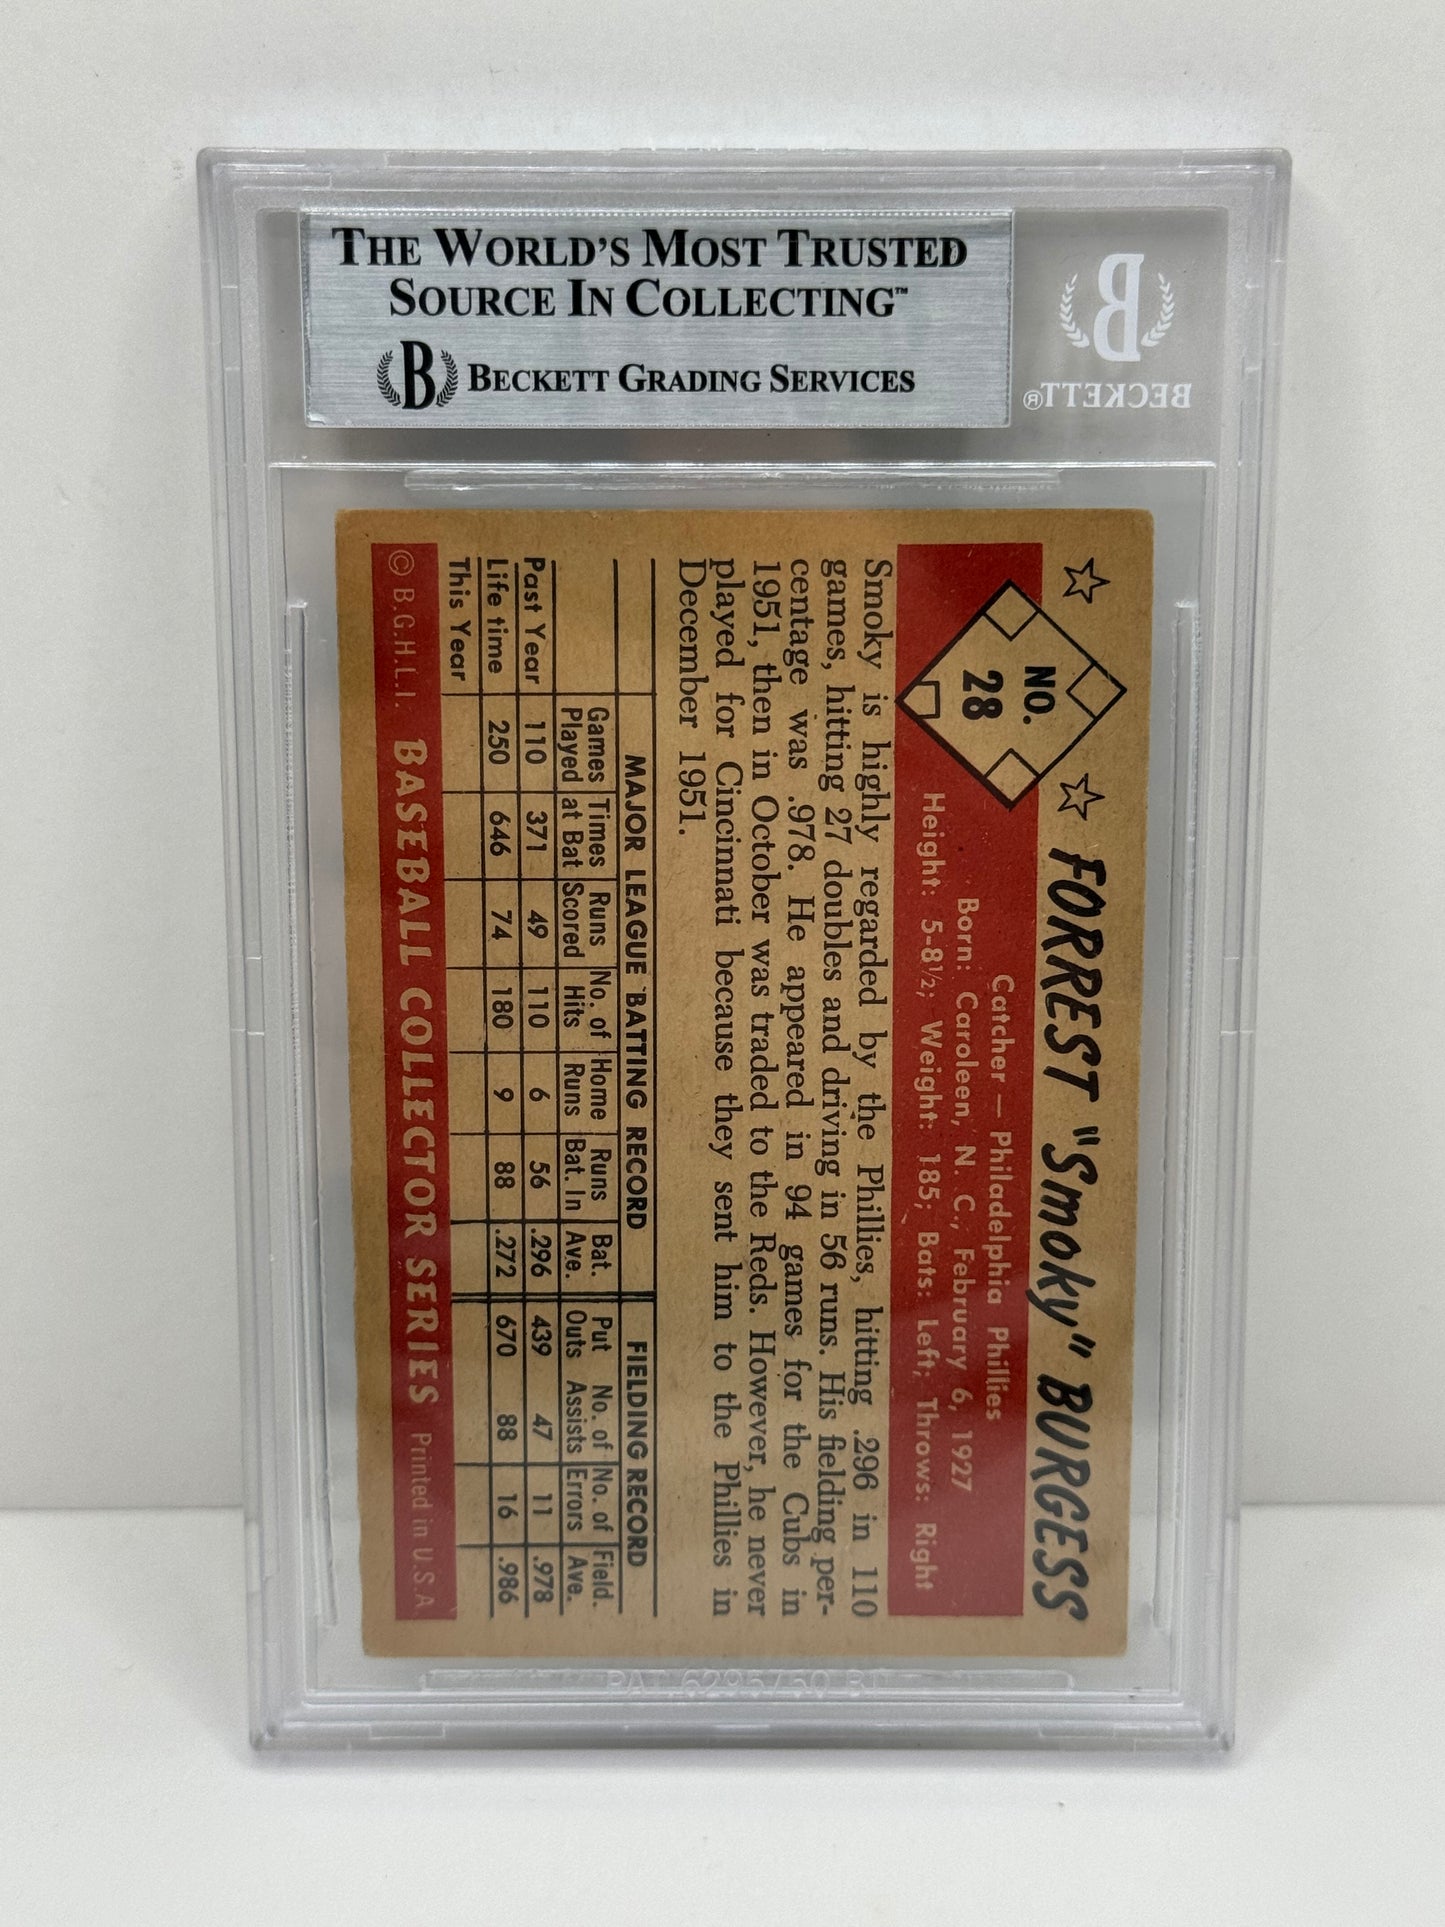 THE WORLD'S MOST TRUSTED
SOURCE IN COLLECTING™
B BECKETT GRADING SERVICES
B
BECKETT®
NO.
28
FORREST "Smoky" BURGESS
Catcher — Philadelphia Phillies
Born: Caroleen, N. C., February 6, 1927
Height: 5-8½; Weight: 185; Bats: Left; Throws: Right
Smoky is highly regarded by the Phillies, hitting .296 in 110
games, hitting 27 doubles and driving in 56 runs. His fielding per-
centage was .978. He appeared in 94 games for the Cubs in
1951, then in October was traded to the Reds. However, he never
played for Cincinnati because they sent him to the Phillies in
December 1951.
MAJOR LEAGUE BATTING RECORD FIELDING RECORD
Games Times Runs No. of Home Runs Bat. Put No. of No. of Field.
Played at Bat Scored Hits Runs Bat. In Ave. Outs Assists Errors Ave.
Past Year 110 371 49 110 6 56 .296 439 47 11 .978
Life time 250 646 74 180 9 88 .272 670 88 16 .986
This Year
© B.G.H.L.I. BASEBALL COLLECTOR SERIES Printed in U.S.A.